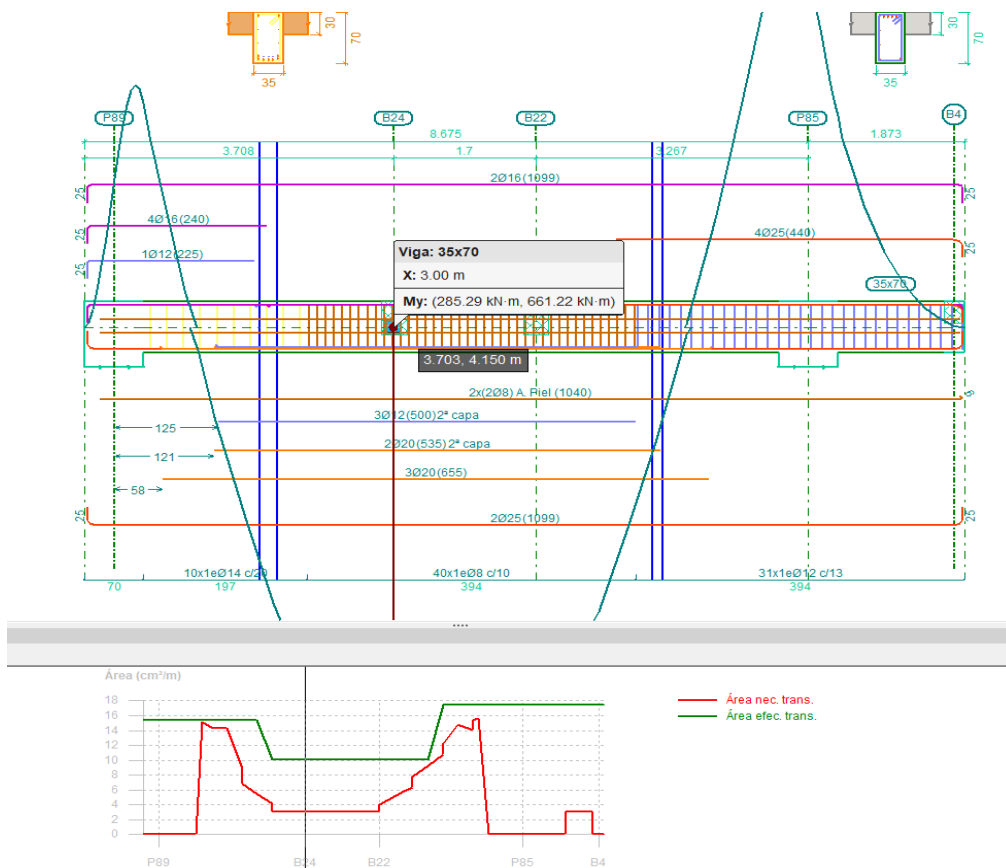 30
70
35
30
70
35
P89
B24
B22
P85
B4
8.675
1.873
3.708
1.7
3.267
2Ø16(1099)
25
25
4Ø16(240)
25
4Ø25(440)
25
1Ø12(225)
25
Viga: 35x70
X: 3.00 m
My: (285.29 kN·m, 661.22 kN·m)
35x70
3.703, 4.150 m
2x(2Ø8) A. Piel (1040)
3Ø12(500)2ª capa
125
2Ø20(535)2ª capa
121
3Ø20(655)
58
25
2Ø25(1099)
25
10x1eØ14 c/20
40x1eØ8 c/10
31x1eØ12 c/13
70
197
394
394
Área (cm²/m)
18
16
14
12
10
8
6
4
2
0
P89
B24
B22
P85
B4
Área nec. trans.
Área efec. trans.